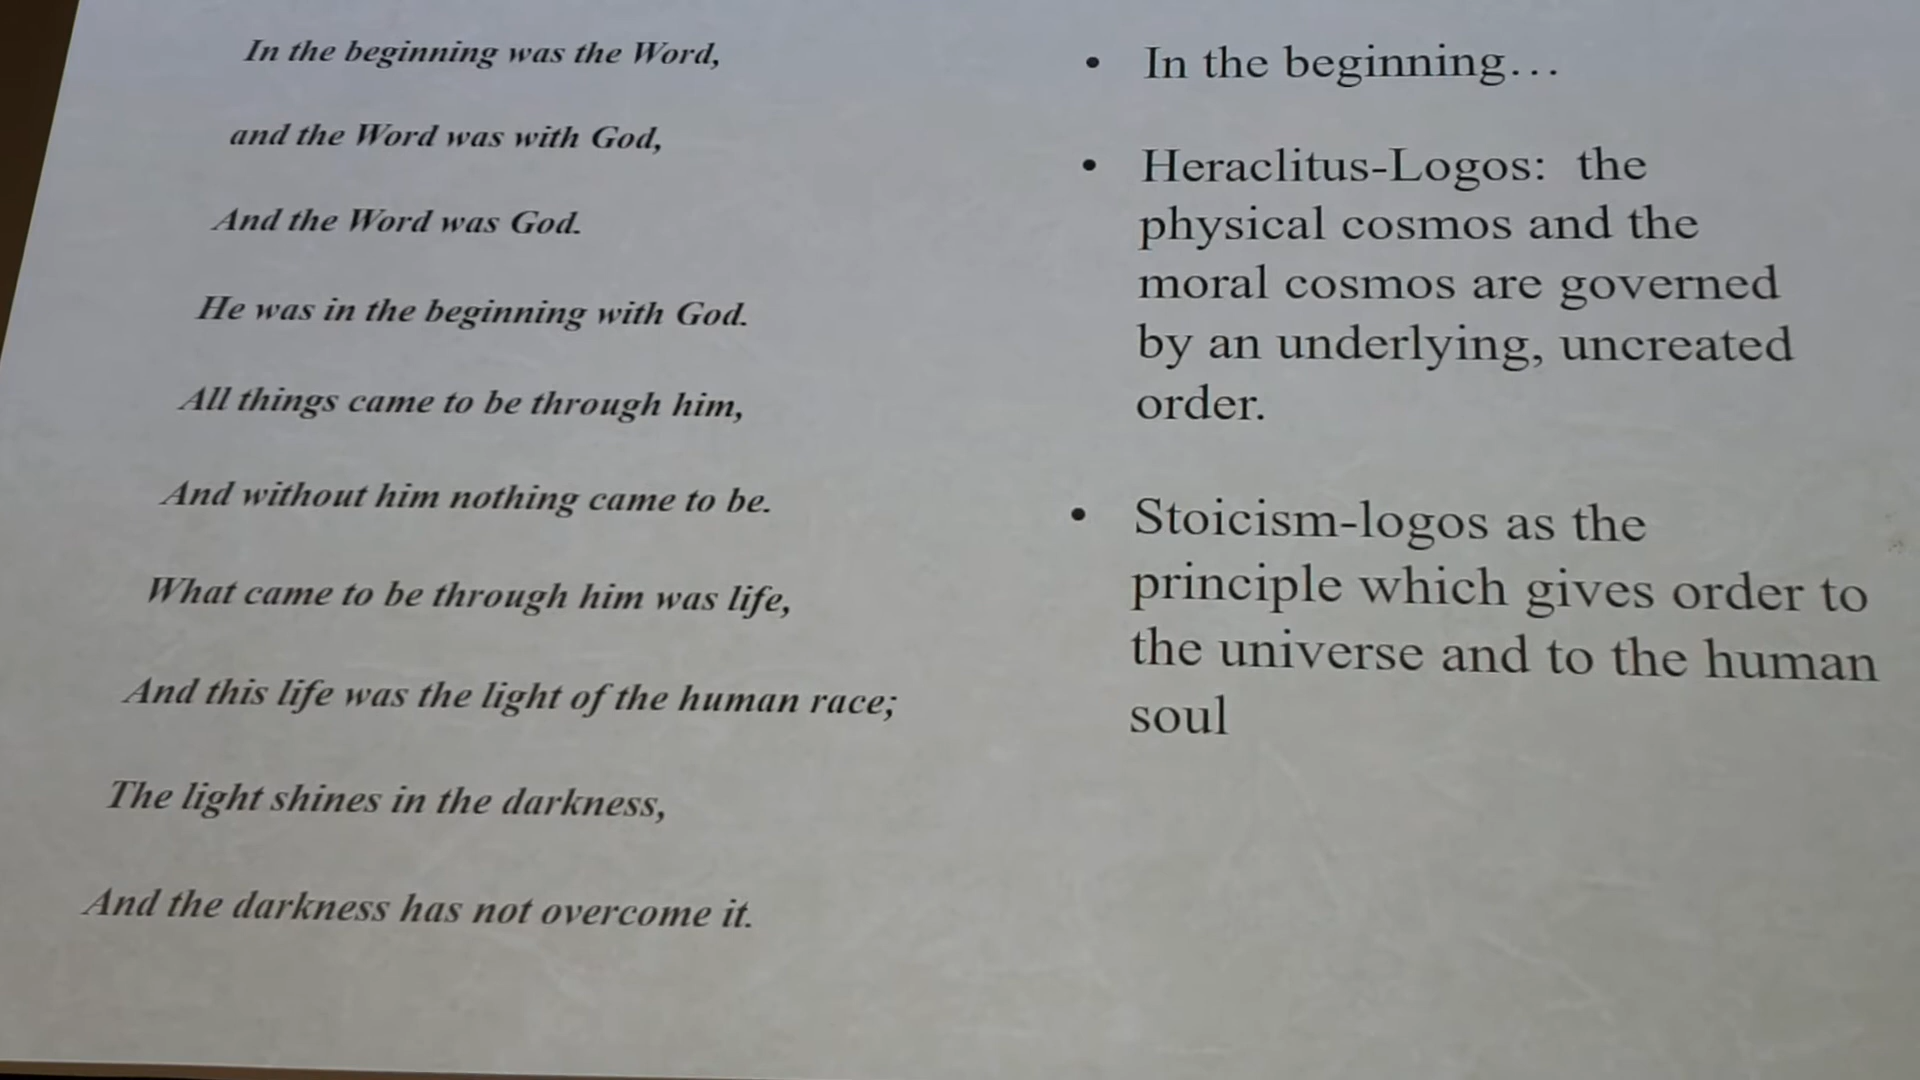 In the beginning was the Word,
and the Word was with God,
And the Word was God.
He was in the beginning with God.
All things came to be through him,
And without him nothing came to be.
What came to be through him was life,
And this life was the light of the human race;
The light shines in the darkness,
And the darkness has not overcome it.
• In the beginning…
• Heraclitus-Logos: the
physical cosmos and the
moral cosmos are governed
by an underlying, uncreated
order.
• Stoicism-logos as the
principle which gives order to
the universe and to the human
soul